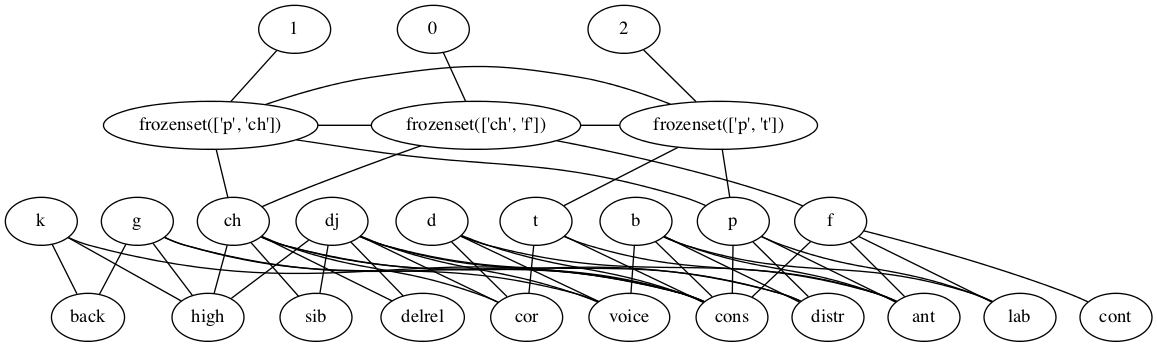 1 0 2
frozenset(['p', 'ch']) frozenset(['ch', 'f']) frozenset(['p', 't'])
k g ch dj d t b p f
back high sib delrel cor voice cons distr ant lab cont